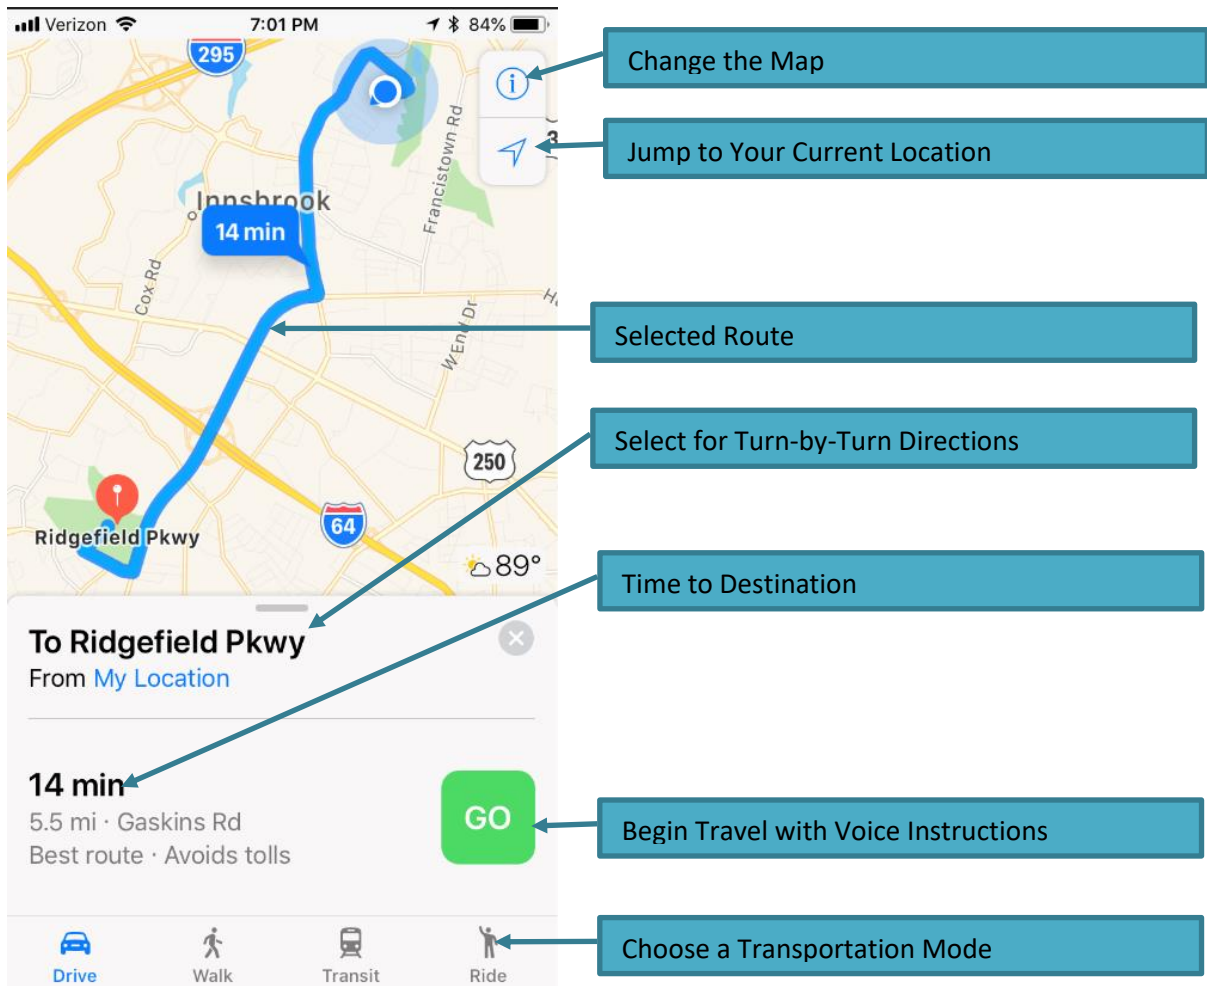 Verizon 7:01 PM 84%
295
Change the Map
Francistown Rd
3
Jump to Your Current Location
Innsbrook
14 min
Cox Rd
W End Dr
Selected Route
Select for Turn-by-Turn Directions
250
64
Ridgefield Pkwy
89°
Time to Destination
To Ridgefield Pkwy
From My Location
14 min
5.5 mi · Gaskins Rd
Best route · Avoids tolls
GO
Begin Travel with Voice Instructions
Drive Walk Transit Ride
Choose a Transportation Mode